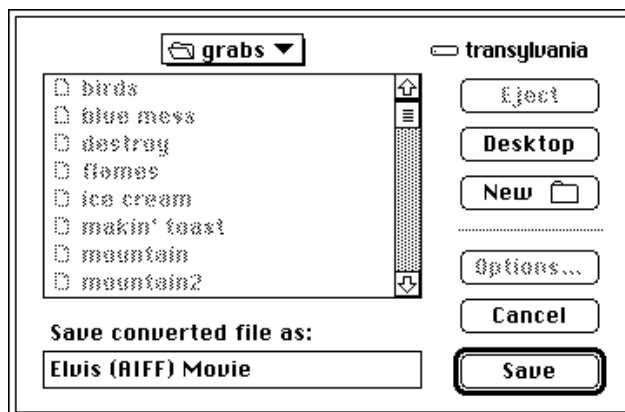 grabs
transylvania
birds
blue mess
destroy
flames
ice cream
makin' toast
mountain
mountain2
Eject
Desktop
New
Options...
Cancel
Save
Save converted file as:
Elvis (AIFF) Movie